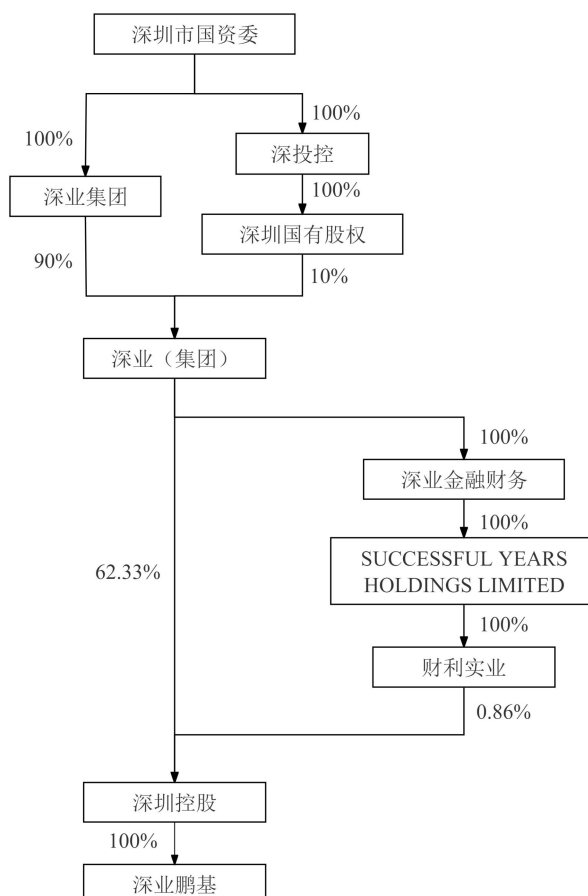 深圳市国资委
100%
100%
深投控
深业集团
100%
深圳国有股权
90%
10%
深业（集团）
100%
深业金融财务
100%
62.33%
SUCCESSFUL YEARS
HOLDINGS LIMITED
100%
财利实业
0.86%
深圳控股
100%
深业鹏基